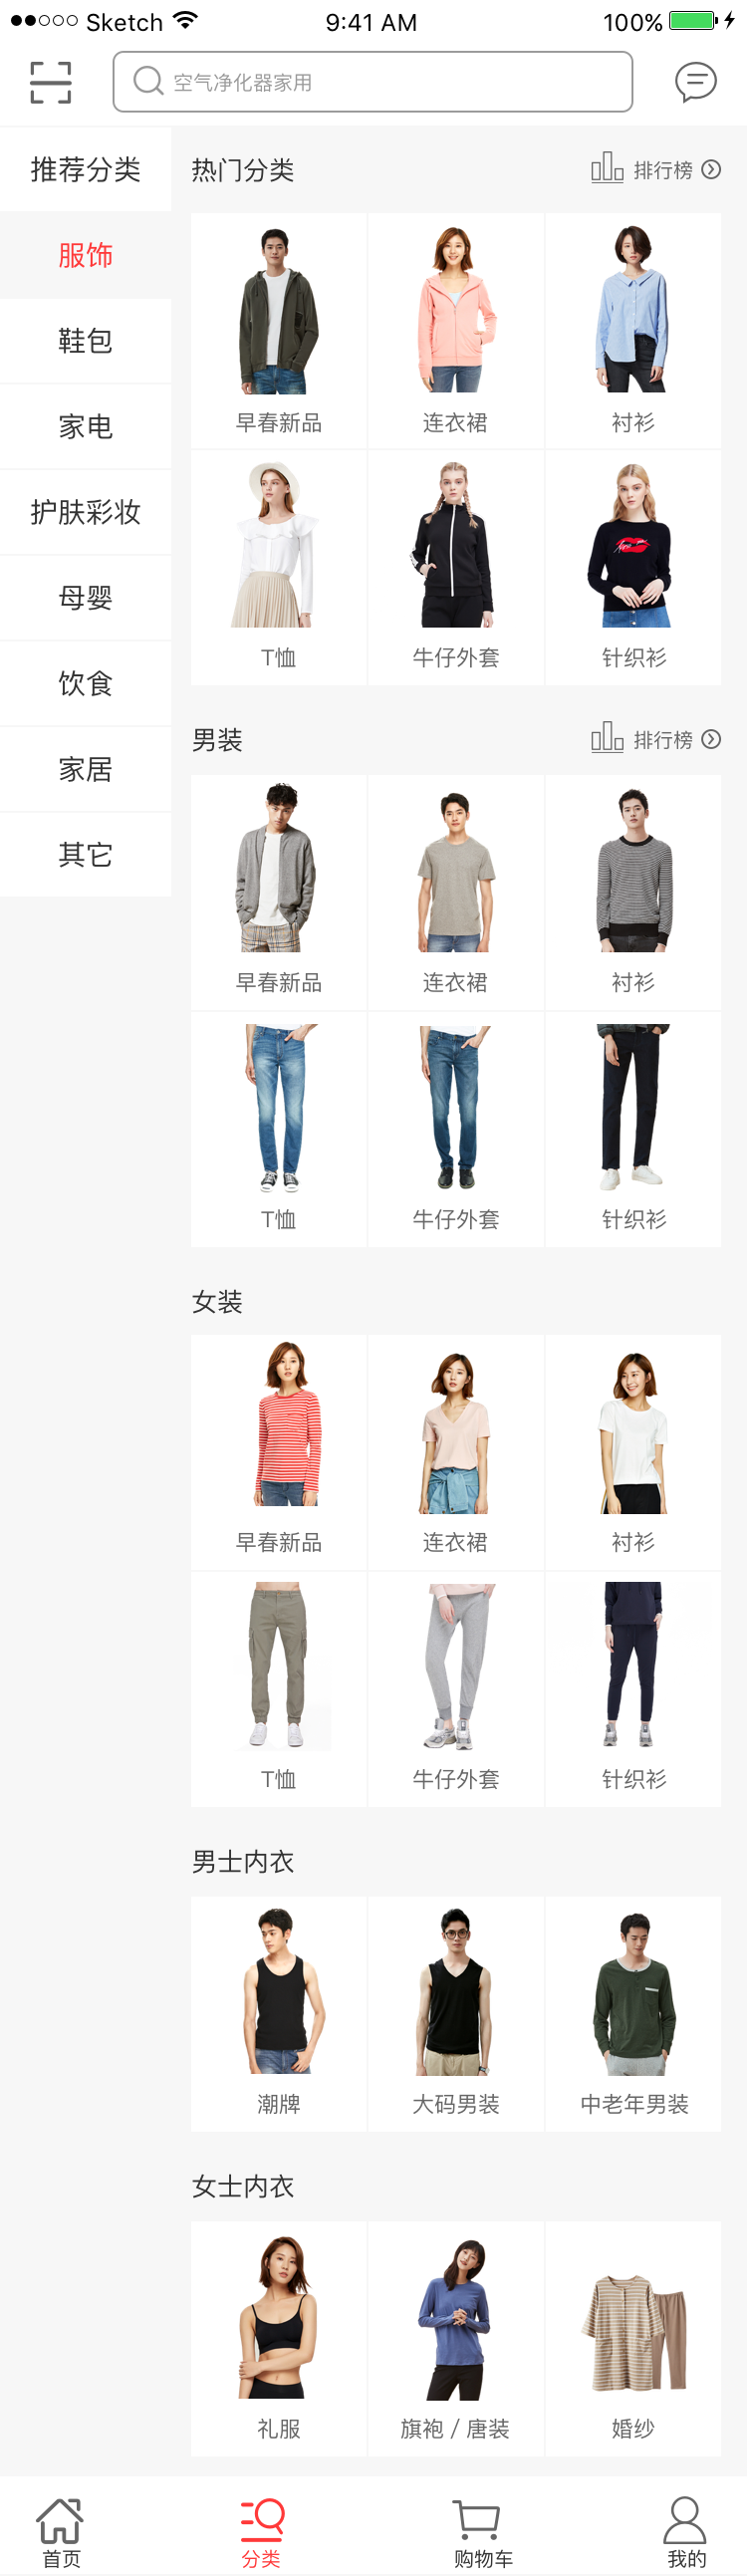 Sketch 9:41 AM 100%
空气净化器家用
推荐分类
服饰
鞋包
家电
护肤彩妆
母婴
饮食
家居
其它
热门分类 排行榜
早春新品 连衣裙 衬衫
T恤 牛仔外套 针织衫
男装 排行榜
早春新品 连衣裙 衬衫
T恤 牛仔外套 针织衫
女装
早春新品 连衣裙 衬衫
T恤 牛仔外套 针织衫
男士内衣
潮牌 大码男装 中老年男装
女士内衣
礼服 旗袍 / 唐装 婚纱
首页 分类 购物车 我的